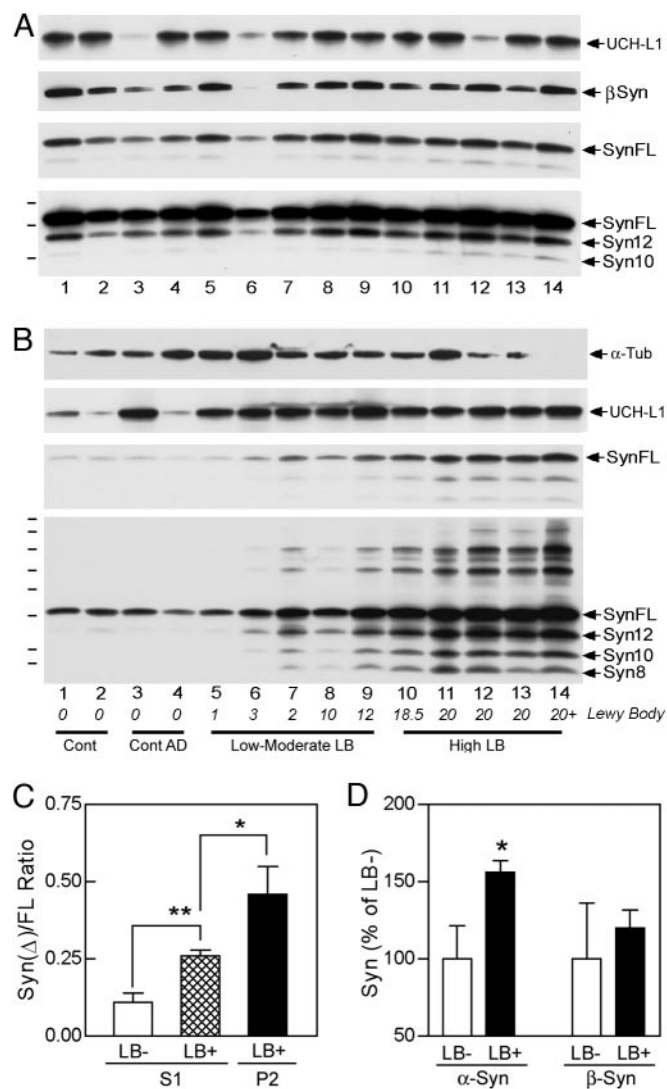 A
UCH-L1
βSyn
SynFL
SynFL
Syn12
Syn10
1 2 3 4 5 6 7 8 9 10 11 12 13 14
B
α-Tub
UCH-L1
SynFL
SynFL
Syn12
Syn10
Syn8
1 2 3 4 5 6 7 8 9 10 11 12 13 14
0 0 0 0 1 3 2 10 12 18.5 20 20 20 20+ Lewy Body
Cont Cont AD Low-Moderate LB High LB
C
Syn(Δ)/FL Ratio
0.75
0.50
0.25
0.00
*
**
LB- LB+ LB+
S1 P2
D
Syn (% of LB-)
200
150
100
50
*
LB- LB+ LB- LB+
α-Syn β-Syn